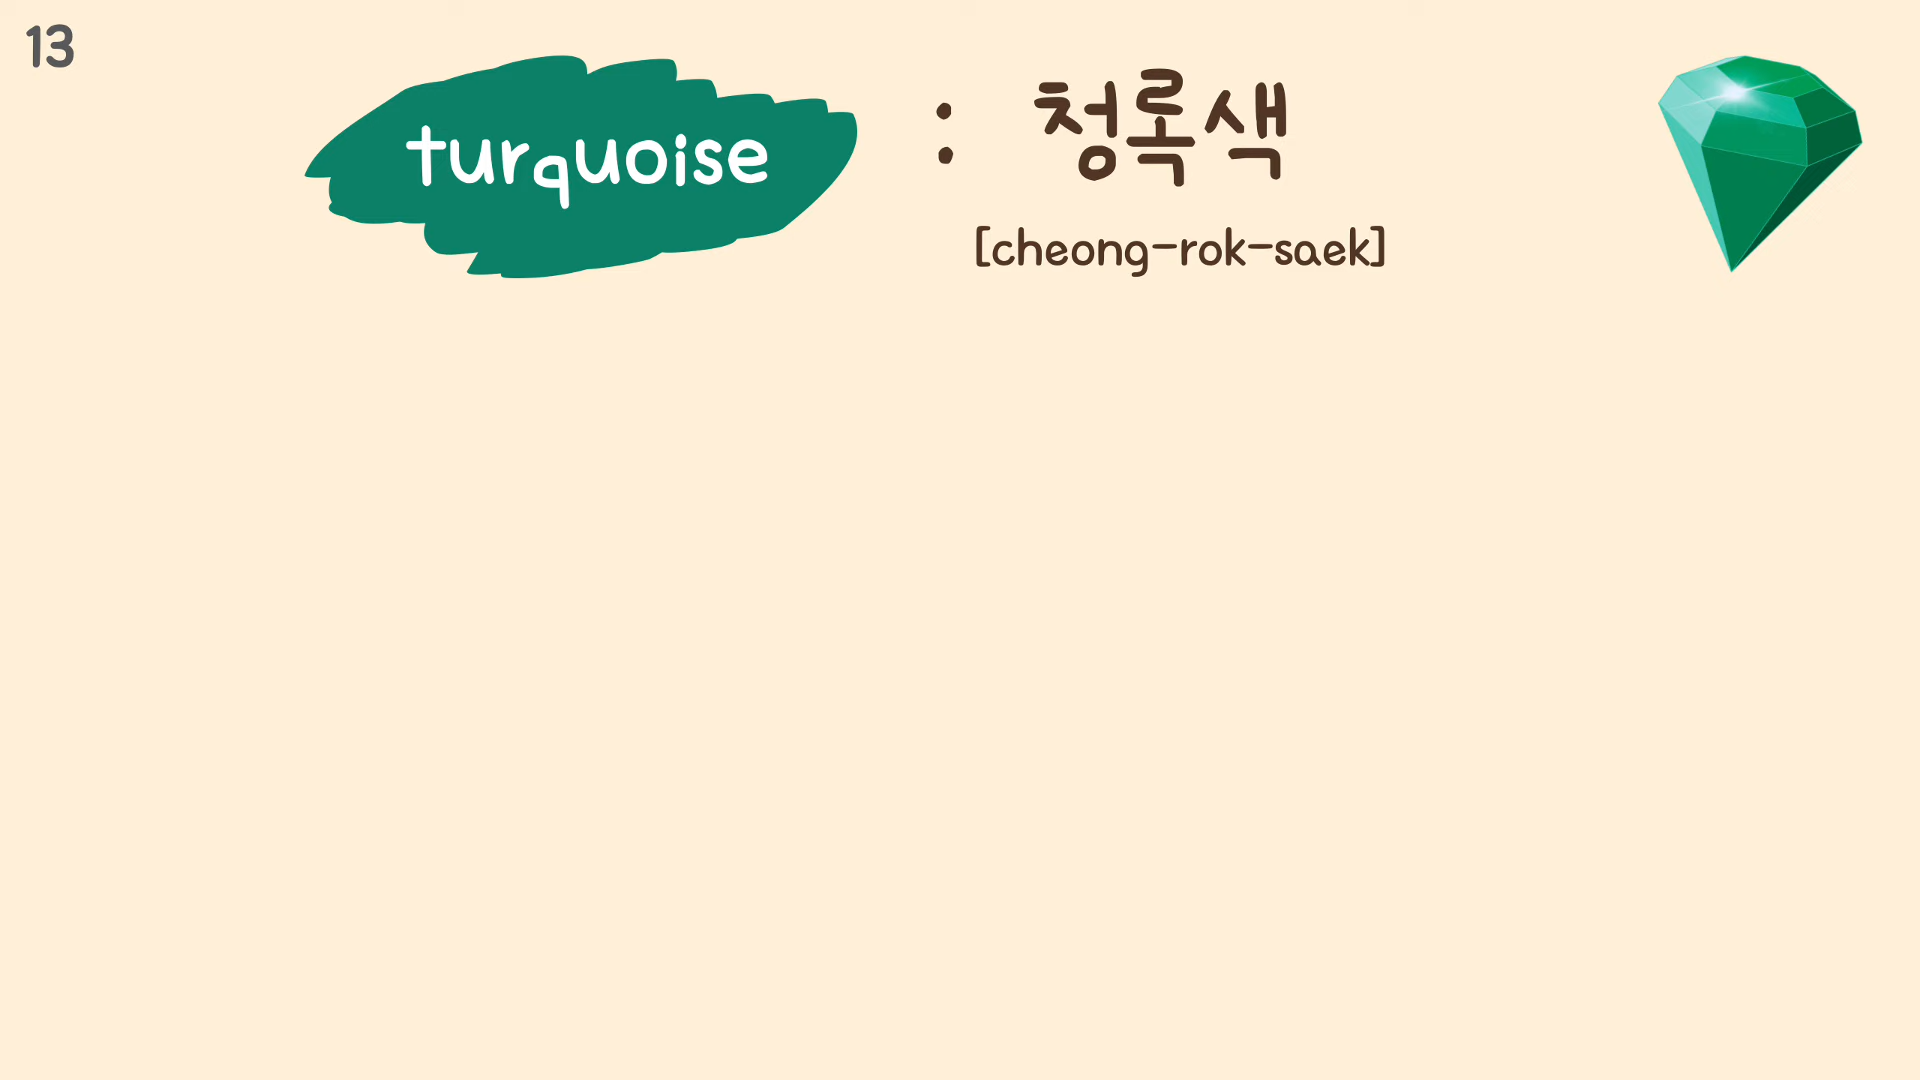 13
turquoise : 청록색
[cheong-rok-saek]